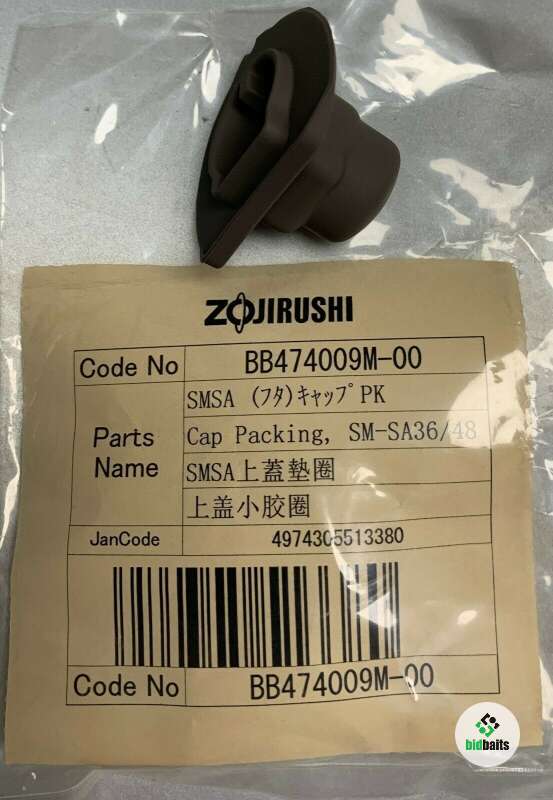 ZOJIRUSHI
Code No BB474009M-00
Parts Name
SMSA (フタ)キャップPK
Cap Packing, SM-SA36/48
SMSA上蓋墊圈
上盖小胶圈
JanCode 4974305513380
Code No BB474009M-00
bidbaits